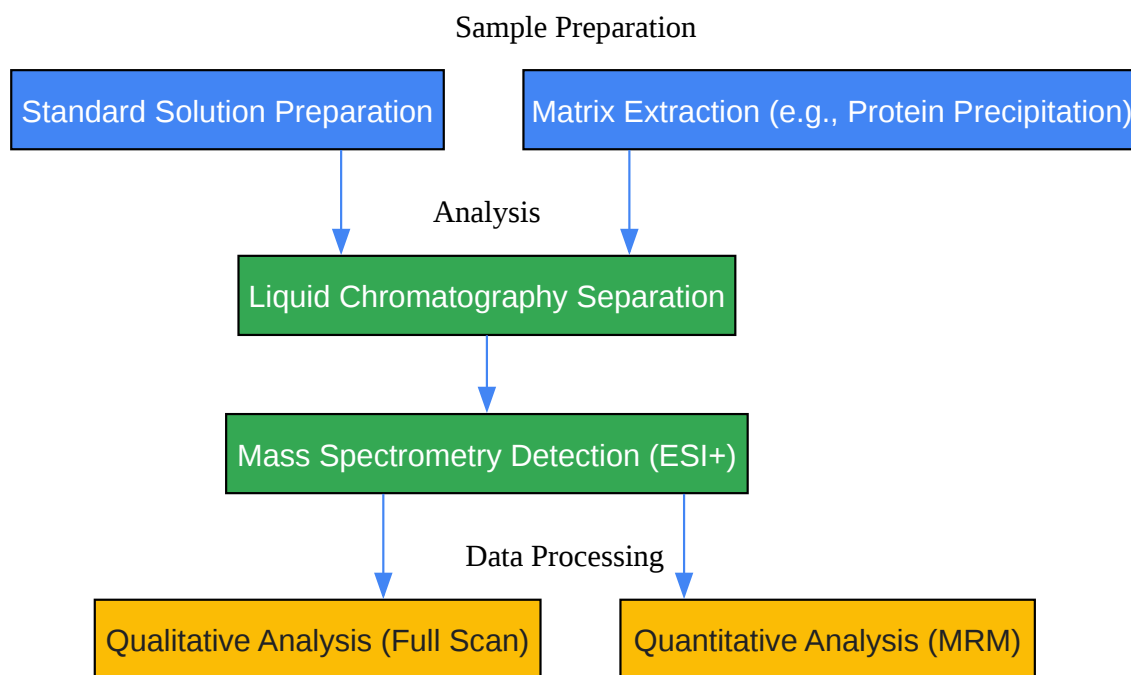 Sample Preparation
Standard Solution Preparation
Matrix Extraction (e.g., Protein Precipitation)
Analysis
Liquid Chromatography Separation
Mass Spectrometry Detection (ESI+)
Data Processing
Qualitative Analysis (Full Scan)
Quantitative Analysis (MRM)